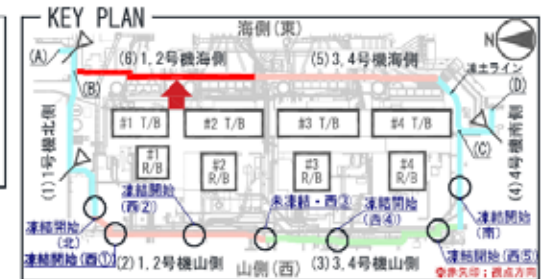 KEY PLAN
海側(東)
N
(A)
(6)1,2号機海側
(5)3,4号機海側
凍土ライン
(B)
(D)
#1 T/B
#2 T/B
#3 T/B
#4 T/B
(C)
(1)1号機北側
(4)4号機南側
#1
R/B
#2
R/B
#3
R/B
#4
R/B
凍結開始
(西②)
未凍結・西③
凍結開始
(西④)
凍結開始
(北)
凍結開始
(南)
凍結開始(西①)
(2)1,2号機山側
山側(西)
(3)3,4号機山側
凍結開始(西⑤)
赤矢印:視点方向